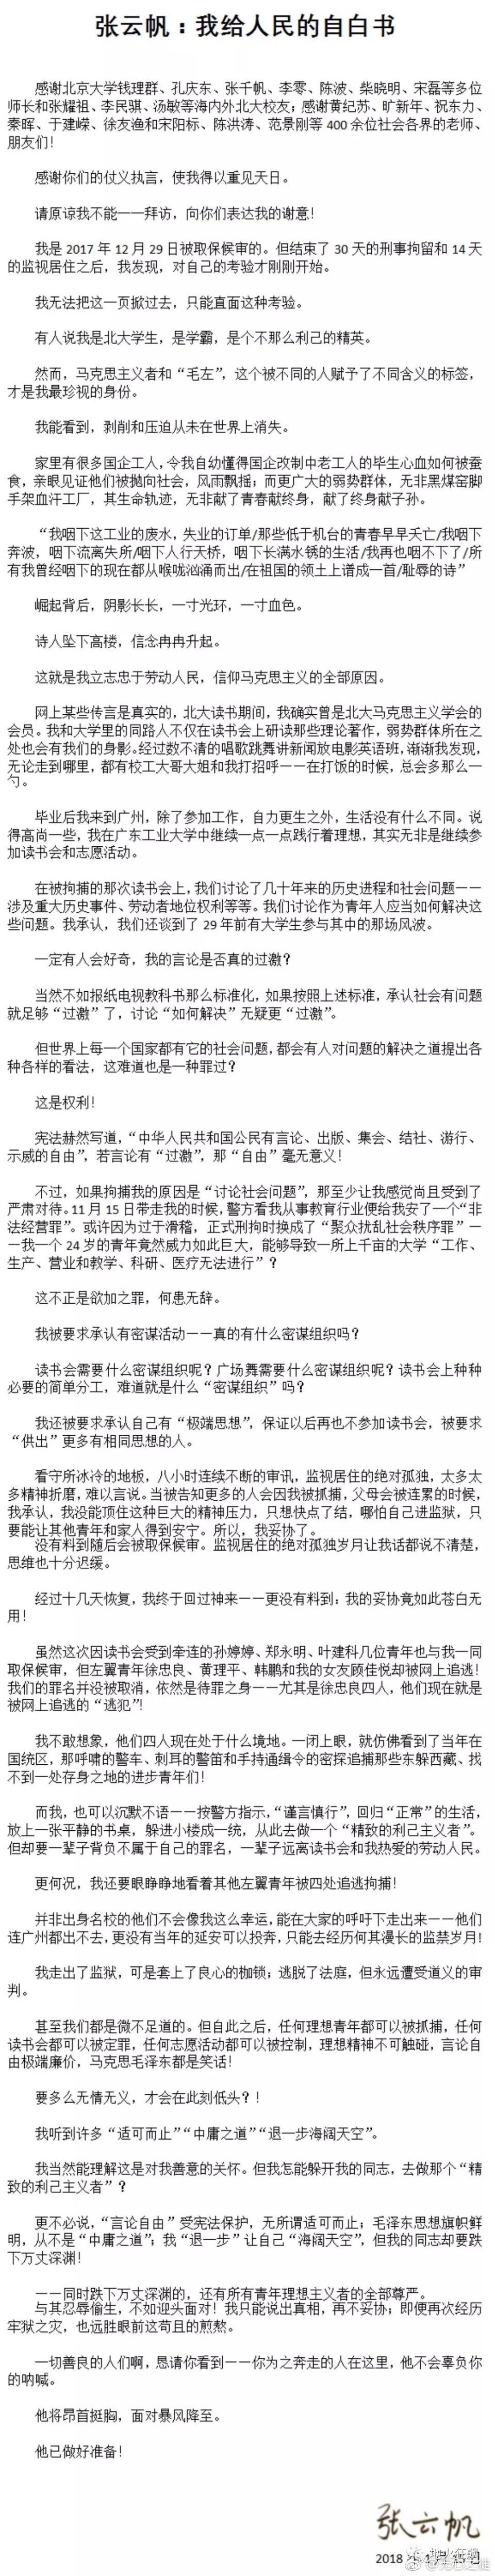 张云帆：我给人民的自白书
感谢北京大学钱理群、孔庆东、张千帆、李零、陈波、柴晓明、宋磊等多位
师长和张耀祖、李民骐、汤敏等海内外北大校友；感谢黄纪苏、旷新年、祝东力、
秦晖、于建嵘、徐友渔和宋阳标、陈洪涛、范景刚等 400 余位社会各界的老师、
朋友们！
感谢你们的仗义执言，使我得以重见天日。
请原谅我不能一一拜访，向你们表达我的谢意！
我是 2017 年 12 月 29 日被取保候审的。但结束了 30 天的刑事拘留和 14 天
的监视居住之后，我发现，对自己的考验才刚刚开始。
我无法把这一页掀过去，只能直面这种考验。
有人说我是北大学生，是学霸，是个不那么利己的精英。
然而，马克思主义者和“毛左”，这个被不同的人赋予了不同含义的标签，
才是我最珍视的身份。
我能看到，剥削和压迫从未在世界上消失。
家里有很多国企工人，令我自幼懂得国企改制中老工人的毕生心血如何被蚕
食，亲眼见证他们被抛向社会，风雨飘摇；而更广大的弱势群体，无非黑煤窑脚
手架血汗工厂，其生命轨迹，无非献了青春献终身，献了终身献子孙。
“我咽下这工业的废水，失业的订单/那些低于机台的青春早早夭亡/我咽下
奔波，咽下流离失所/咽下人行天桥，咽下长满水锈的生活/我再也咽不下了/所
有我曾经咽下的现在都从喉咙汹涌而出/在祖国的领土上谱成一首/耻辱的诗”
崛起背后，阴影长长，一寸光环，一寸血色。
诗人坠下高楼，信念冉冉升起。
这就是我立志忠于劳动人民，信仰马克思主义的全部原因。
网上某些传言是真实的，北大读书期间，我确实曾是北大马克思主义学会的
会员。我和大学里的同路人不仅在读书会上研读那些理论著作，弱势群体所在之
处也会有我们的身影。经过数不清的唱歌跳舞讲新闻放电影英语班，渐渐我发现，
无论走到哪里，都有校工大哥大姐和我打招呼——在打饭的时候，总会多那么一
勺。
毕业后我来到广州，除了参加工作，自力更生之外，生活没有什么不同。说
得高尚一些，我在广东工业大学中继续一点一点践行着理想，其实无非是继续参
加读书会和志愿活动。
在被拘捕的那次读书会上，我们讨论了几十年来的历史进程和社会问题——
涉及重大历史事件、劳动者地位权利等等。我们讨论作为青年人应当如何解决这
些问题。我承认，我们还谈到了 29 年前有大学生参与其中的那场风波。
一定有人会好奇，我的言论是否真的过激？
当然不如报纸电视教科书那么标准化，如果按照上述标准，承认社会有问题
就足够“过激”了，讨论“如何解决”无疑更“过激”。
但世界上每一个国家都有它的社会问题，都会有人对问题的解决之道提出各
种各样的看法，这难道也是一种罪过？
这是权利！
宪法赫然写道，“中华人民共和国公民有言论、出版、集会、结社、游行、
示威的自由”，若言论有“过激”，那“自由”毫无意义！
不过，如果拘捕我的原因是“讨论社会问题”，那至少让我感觉尚且受到了
严肃对待。11 月 15 日带走我的时候，警方看我从事教育行业便给我安了一个“非
法经营罪”。或许因为过于滑稽，正式刑拘时换成了“聚众扰乱社会秩序罪”—
—我一个 24 岁的青年竟然威力如此巨大，能够导致一所上千亩的大学“工作、
生产、营业和教学、科研、医疗无法进行”？
这不正是欲加之罪，何患无辞。
我被要求承认有密谋活动——真的有什么密谋组织吗？
读书会需要什么密谋组织呢？广场舞需要什么密谋组织呢？读书会上种种
必要的简单分工，难道就是什么“密谋组织”吗？
我还被要求承认自己有“极端思想”，保证以后再也不参加读书会，被要求
“供出”更多有相同思想的人。
看守所冰冷的地板，八小时连续不断的审讯，监视居住的绝对孤独，太多太
多精神折磨，难以言说。当被告知更多的人会因我被抓捕，父母会被连累的时候，
我承认，我没能顶住这种巨大的精神压力，只想快点了结，哪怕自己进监狱，只
要能让其他青年和家人得到安宁。所以，我妥协了。
没有料到随后会被取保候审。监视居住的绝对孤独岁月让我话都说不清楚，
思维也十分迟缓。
经过十几天恢复，我终于回过神来——更没有料到：我的妥协竟如此苍白无
用！
虽然这次因读书会受到牵连的孙婷婷、郑永明、叶建科几位青年也与我一同
取保候审，但左翼青年徐忠良、黄理平、韩鹏和我的女友顾佳悦却被网上追逃！
我们的罪名并没被取消，依然是待罪之身——尤其是徐忠良四人，他们现在就是
被网上追逃的“逃犯”！
我不敢想象，他们四人现在处于什么境地。一闭上眼，就仿佛看到了当年在
国统区，那呼啸的警车、刺耳的警笛和手持通缉令的密探追捕那些东躲西藏、找
不到一处存身之地的进步青年们！
而我，也可以沉默不语——按警方指示，“谨言慎行”，回归“正常”的生活，
放上一张平静的书桌，躲进小楼成一统，从此去做一个“精致的利己主义者”。
但却要一辈子背负不属于自己的罪名，一辈子远离读书会和我热爱的劳动人民。
更何况，我还要眼睁睁地看着其他左翼青年被四处追逃拘捕！
并非出身名校的他们不会像我这么幸运，能在大家的呼吁下走出来——他们
连广州都出不去，更没有当年的延安可以投奔，只能去经历何其漫长的监禁岁月！
我走出了监狱，可是套上了良心的枷锁；逃脱了法庭，但永远遭受道义的审
判。
甚至我们都是微不足道的。但自此之后，任何理想青年都可以被抓捕，任何
读书会都可以被定罪，任何志愿活动都可以被控制，理想精神不可触碰，言论自
由极端廉价，马克思毛泽东都是笑话！
要多么无情无义，才会在此刻低头？！
我听到许多“适可而止”“中庸之道”“退一步海阔天空”。
我当然能理解这是对我善意的关怀。但我怎能躲开我的同志，去做那个“精
致的利己主义者”？
更不必说，“言论自由”受宪法保护，无所谓适可而止；毛泽东思想旗帜鲜
明，从不是“中庸之道”；我“退一步”让自己“海阔天空”，但我的同志却要跌
下万丈深渊！
——同时跌下万丈深渊的，还有所有青年理想主义者的全部尊严。
与其忍辱偷生，不如迎头面对！我只能说出真相，再不妥协；即便再次经历
牢狱之灾，也远胜眼前这苟且的煎熬。
一切善良的人们啊，恳请你看到——你为之奔走的人在这里，他不会辜负你
的呐喊。
他将昂首挺胸，面对暴风降至。
他已做好准备！
张云帆
2018 年 1 月 15 日